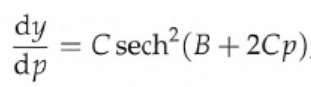 dy/dp = C sech²(B + 2Cp),